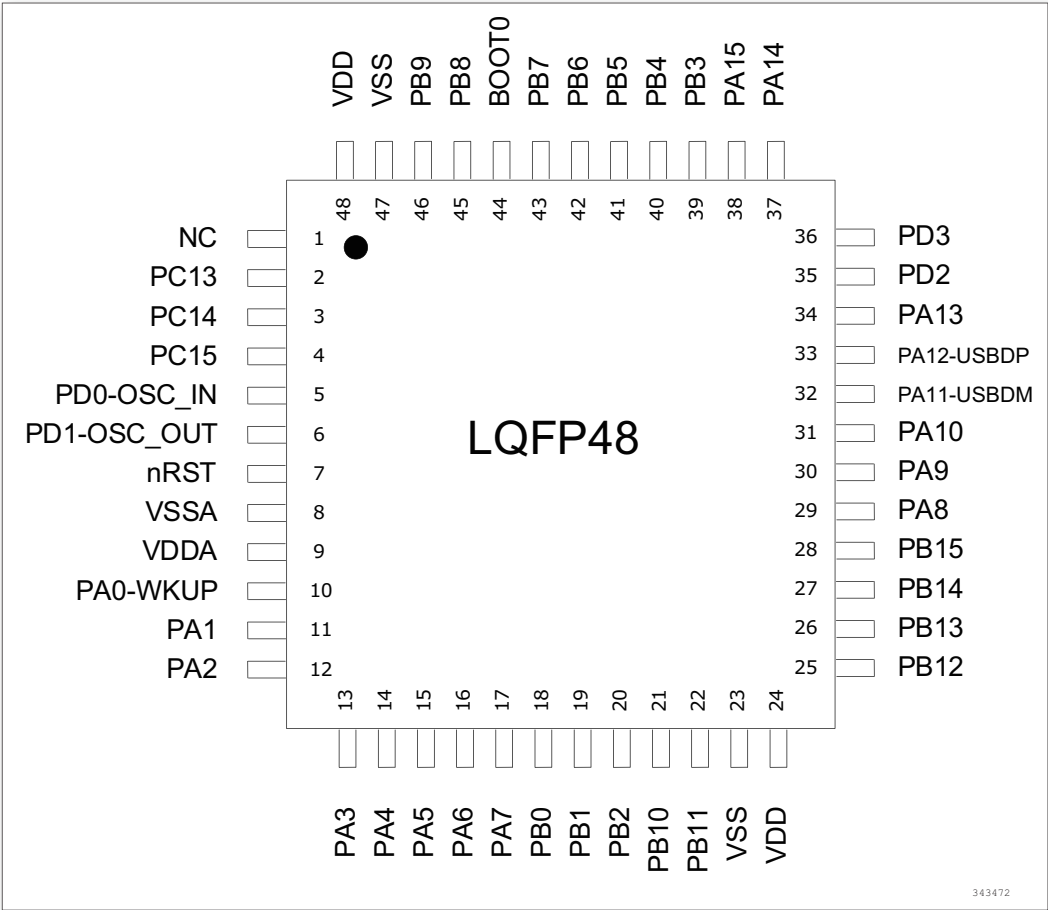 VDD
VSS
PB9
PB8
BOOT0
PB7
PB6
PB5
PB4
PB3
PA15
PA14
48
47
46
45
44
43
42
41
40
39
38
37
NC 1
PC13 2
PC14 3
PC15 4
PD0-OSC_IN 5
PD1-OSC_OUT 6
nRST 7
VSSA 8
VDDA 9
PA0-WKUP 10
PA1 11
PA2 12
LQFP48
36 PD3
35 PD2
34 PA13
33 PA12-USBDP
32 PA11-USBDM
31 PA10
30 PA9
29 PA8
28 PB15
27 PB14
26 PB13
25 PB12
13
14
15
16
17
18
19
20
21
22
23
24
PA3
PA4
PA5
PA6
PA7
PB0
PB1
PB2
PB10
PB11
VSS
VDD
343472